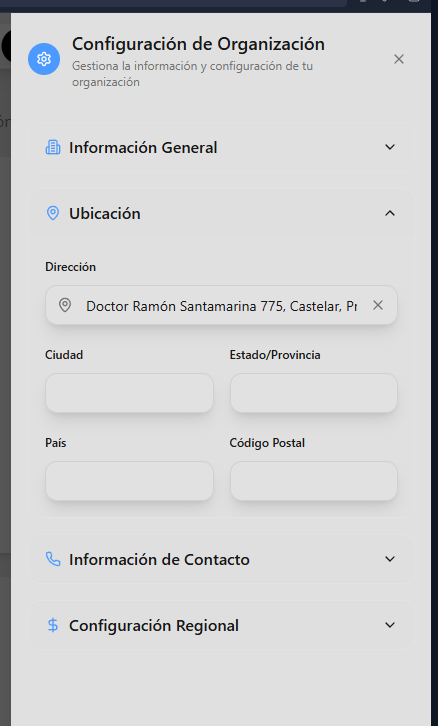 Configuración de Organización
Gestiona la información y configuración de tu
organización
Información General
Ubicación
Dirección
Doctor Ramón Santamarina 775, Castelar, Pr
Ciudad
Estado/Provincia
País
Código Postal
Información de Contacto
Configuración Regional